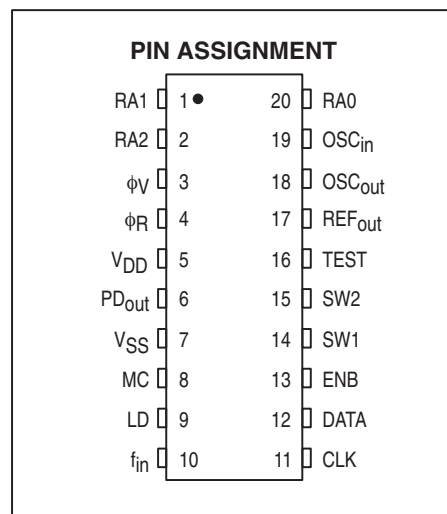 PIN ASSIGNMENT
RA1 1 20 RA0
RA2 2 19 OSCin
ϕV 3 18 OSCout
ϕR 4 17 REFout
VDD 5 16 TEST
PDout 6 15 SW2
VSS 7 14 SW1
MC 8 13 ENB
LD 9 12 DATA
fin 10 11 CLK